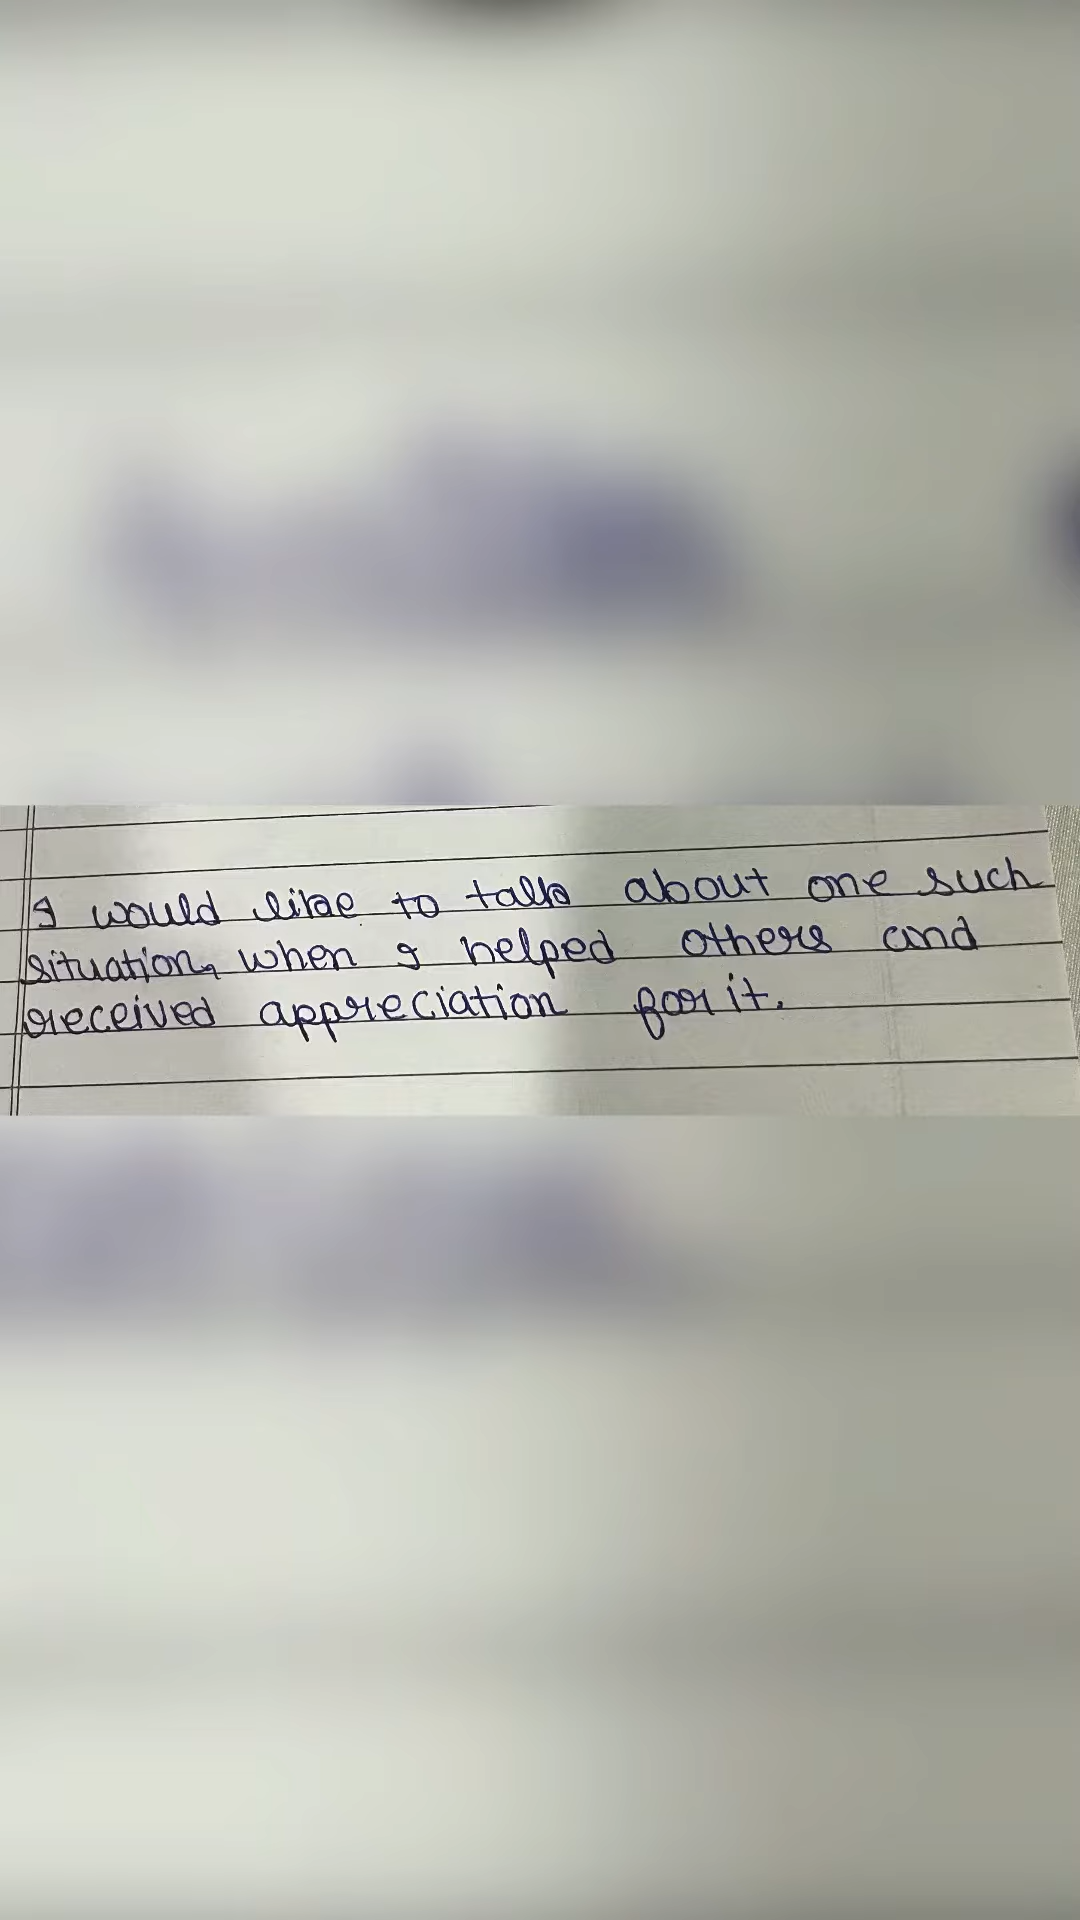 I would like to talk about one such
situation, when I helped others and
received appreciation for it.